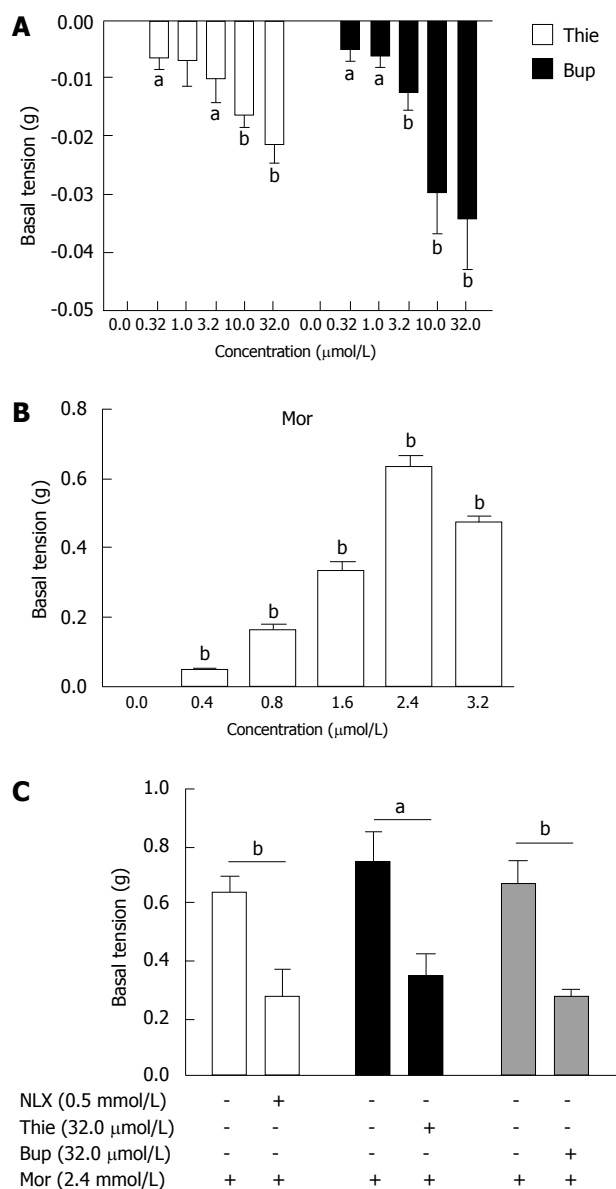 A
0.00
-0.01
-0.02
-0.03
-0.04
-0.05
Basal tension (g)
a
a
b
b
a
a
b
b
b
Thie
Bup
0.0 0.32 1.0 3.2 10.0 32.0 0.0 0.32 1.0 3.2 10.0 32.0
Concentration (μmol/L)
B
Mor
0.8
0.6
0.4
0.2
0.0
Basal tension (g)
b
b
b
b
b
0.0 0.4 0.8 1.6 2.4 3.2
Concentration (μmol/L)
C
1.0
0.8
0.6
0.4
0.2
0.0
Basal tension (g)
b
a
b
NLX (0.5 mmol/L) - + - - - -
Thie (32.0 μmol/L) - - - + - -
Bup (32.0 μmol/L) - - - - - +
Mor (2.4 mmol/L) + + + + + +